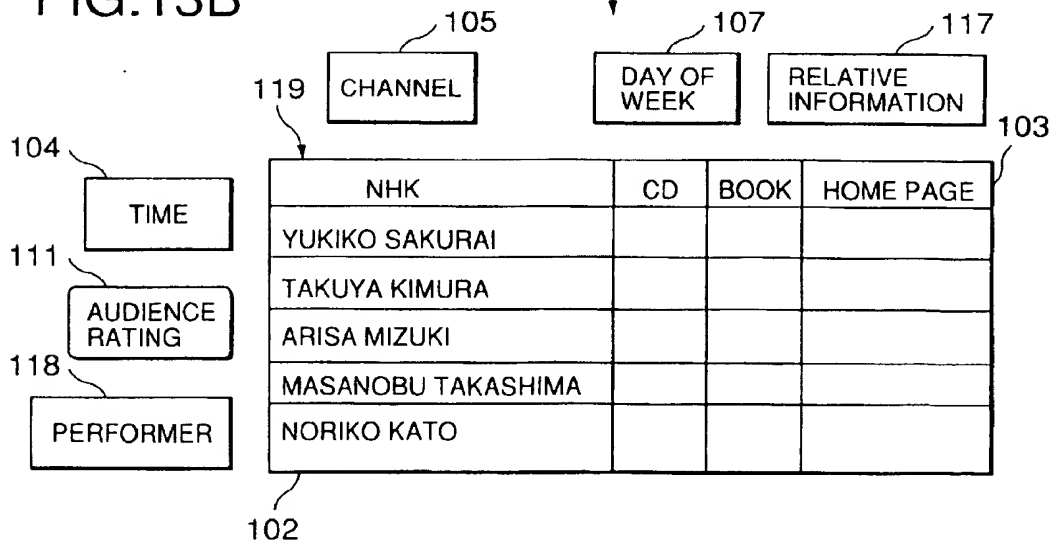 FIG.13B
105
107
117
CHANNEL
DAY OF
WEEK
RELATIVE
INFORMATION
119
103
104
TIME
NHK CD BOOK HOME PAGE
YUKIKO SAKURAI
111
TAKUYA KIMURA
AUDIENCE
RATING
ARISA MIZUKI
118
MASANOBU TAKASHIMA
PERFORMER
NORIKO KATO
102